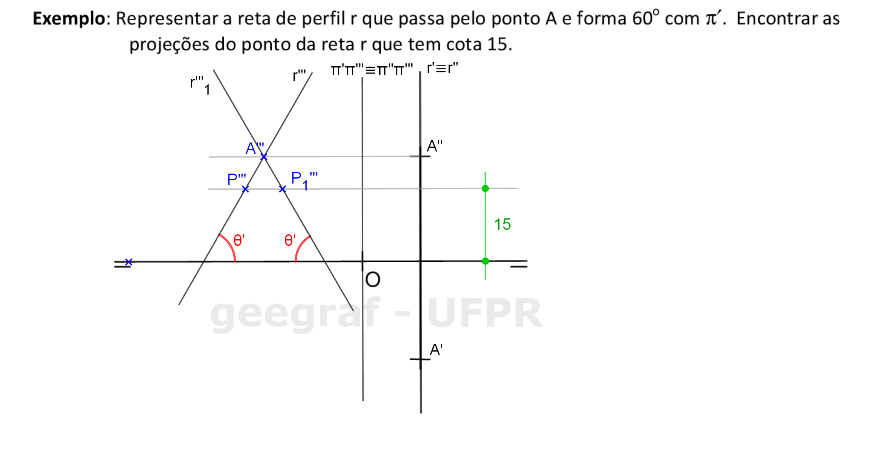 Exemplo: Representar a reta de perfil r que passa pelo ponto A e forma 60º com π′. Encontrar as
projeções do ponto da reta r que tem cota 15.
r'''₁
r'''
π'π'''≡π''π'''
r'≡r''
A'''
A''
P'''
P₁'''
15
θ'
θ'
O
geegraf - UFPR
A'